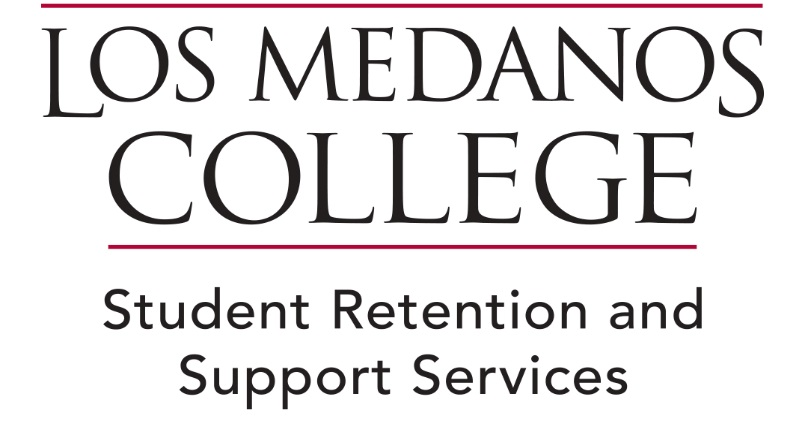 LOS MEDANOS
COLLEGE
Student Retention and
Support Services